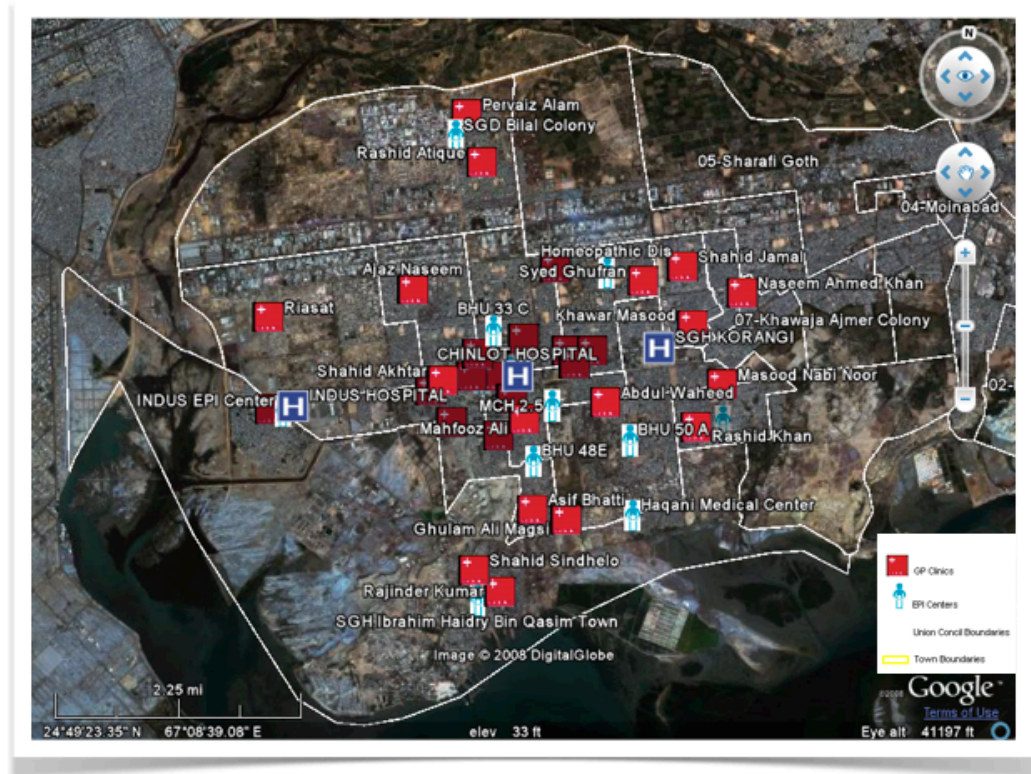 N
Pervaiz Alam
SGD Bilal Colony
Rashid Atique
05-Sharafi Goth
04-Moinabad
Homeopathic Dis
Shahid Jamal
Syed Ghufran
Ajaz Naseem
Naseem Ahmed Khan
Riasat
BHU 33 C
Khawar Masood
07-Khawaja Ajmer Colony
SGH KORANGI
CHINLOT HOSPITAL
H
H
Shahid Akhtar
Masood Nabi Noor
INDUS EPI Center
H
INDUS HOSPITAL
Abdul Waheed
02-
MCH 2.5
Mahfooz Ali
BHU 50 A
Rashid Khan
BHU 48E
Asif Bhatti
Haqani Medical Center
Ghulam Ali Magsi
Shahid Sindhelo
Rajinder Kumar
SGH Ibrahim Haidry Bin Qasim Town
GP Clinics
EPI Centers
Union Concil Boundaries
Town Boundaries
Image © 2008 DigitalGlobe
2.25 mi
©2008 Google™
Terms of Use
24°49'23.35" N 67°08'39.08" E elev 33 ft Eye alt 41197 ft